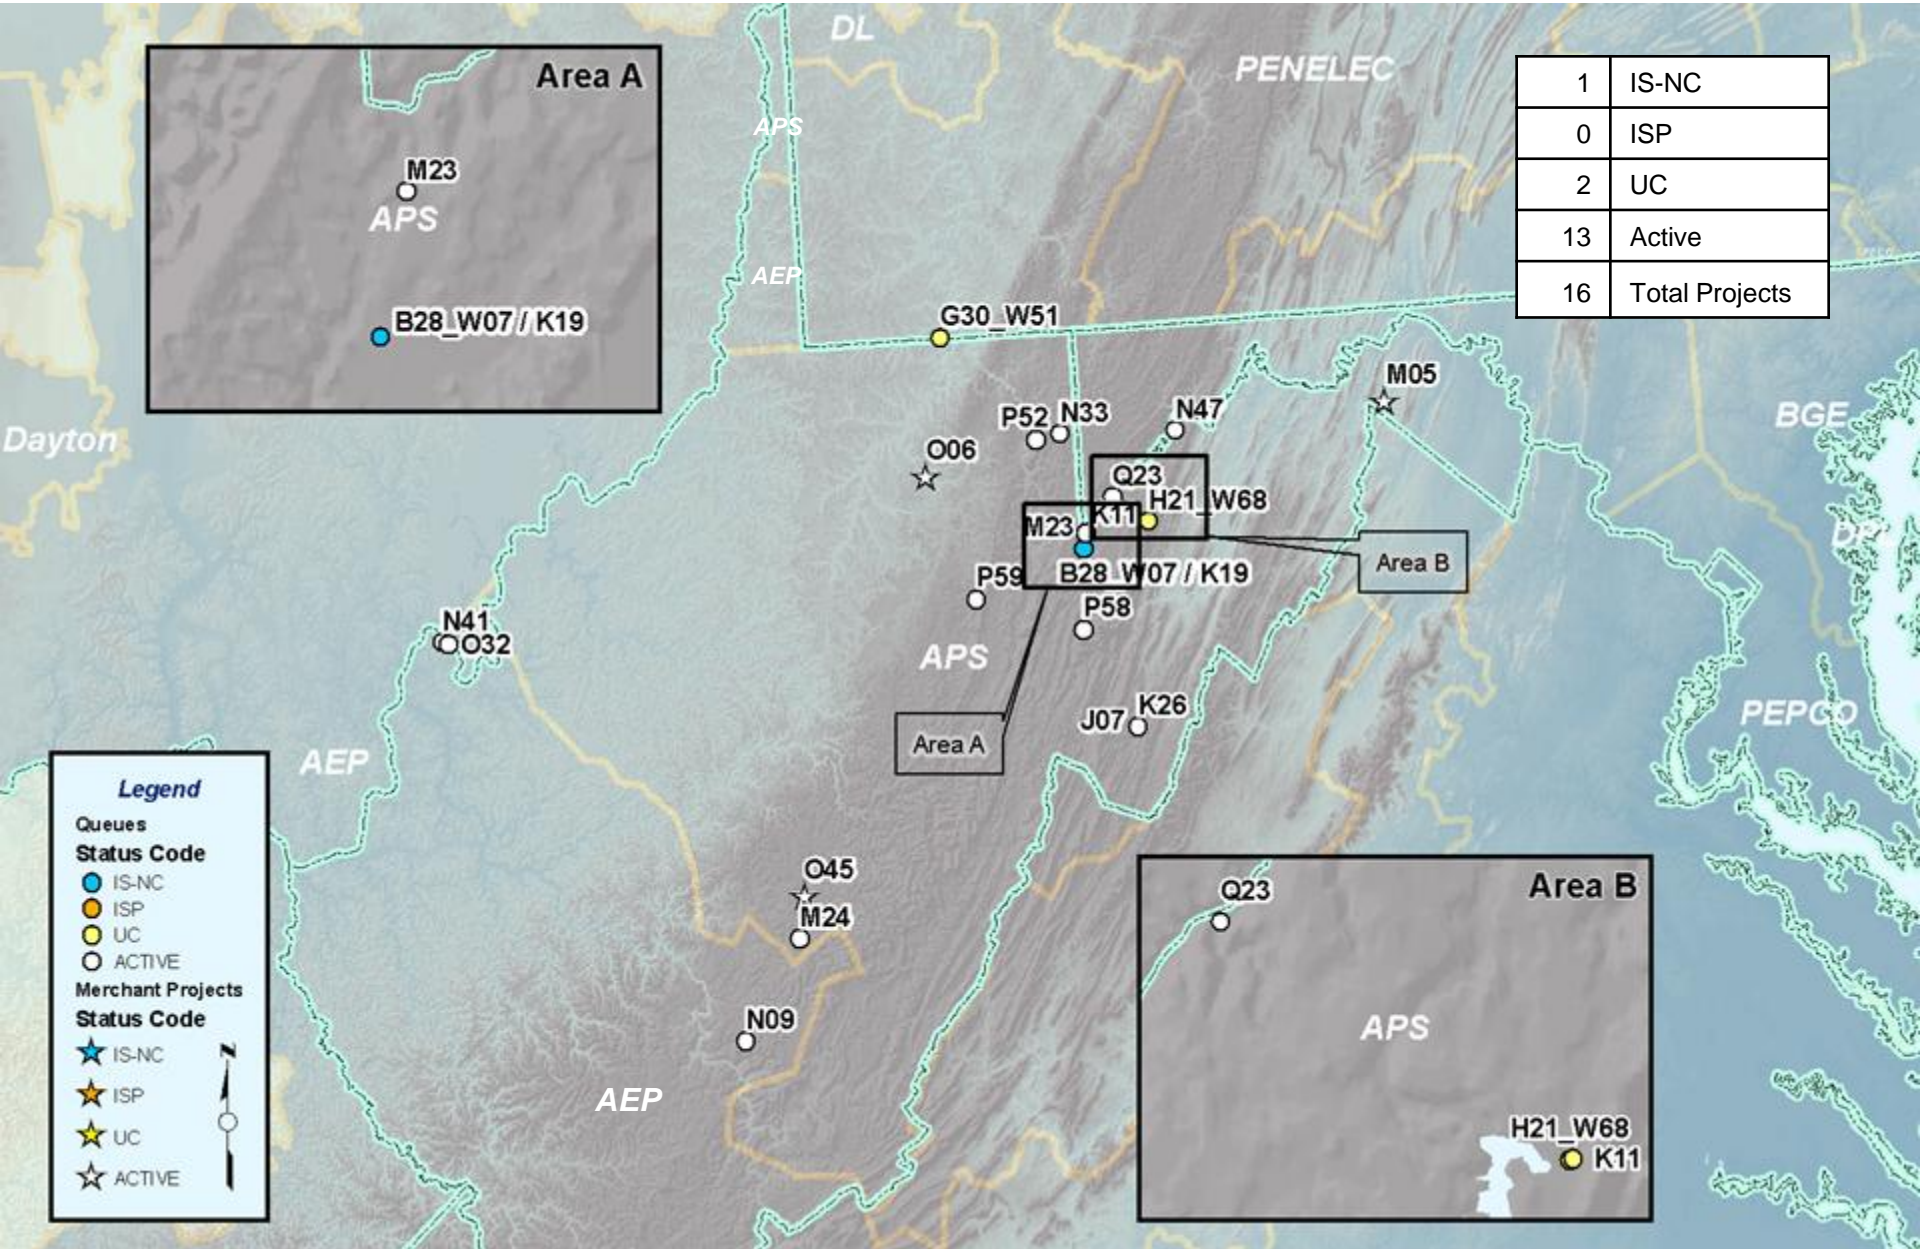 DL
PENELEC
Area A
M23
APS
B28_W07 / K19
APS
AEP
1 IS-NC
0 ISP
2 UC
13 Active
16 Total Projects
G30_W51
M05
P52
N33
N47
BGE
Dayton
O06
Q23
H21_W68
K11
M23
Area B
P59
B28_W07 / K19
P58
N41
O32
APS
K26
J07
PEPCO
Area A
AEP
Legend
Queues
Status Code
IS-NC
ISP
UC
ACTIVE
Merchant Projects
Status Code
IS-NC
N
ISP
UC
ACTIVE
O45
M24
N09
AEP
Area B
Q23
APS
H21_W68
K11